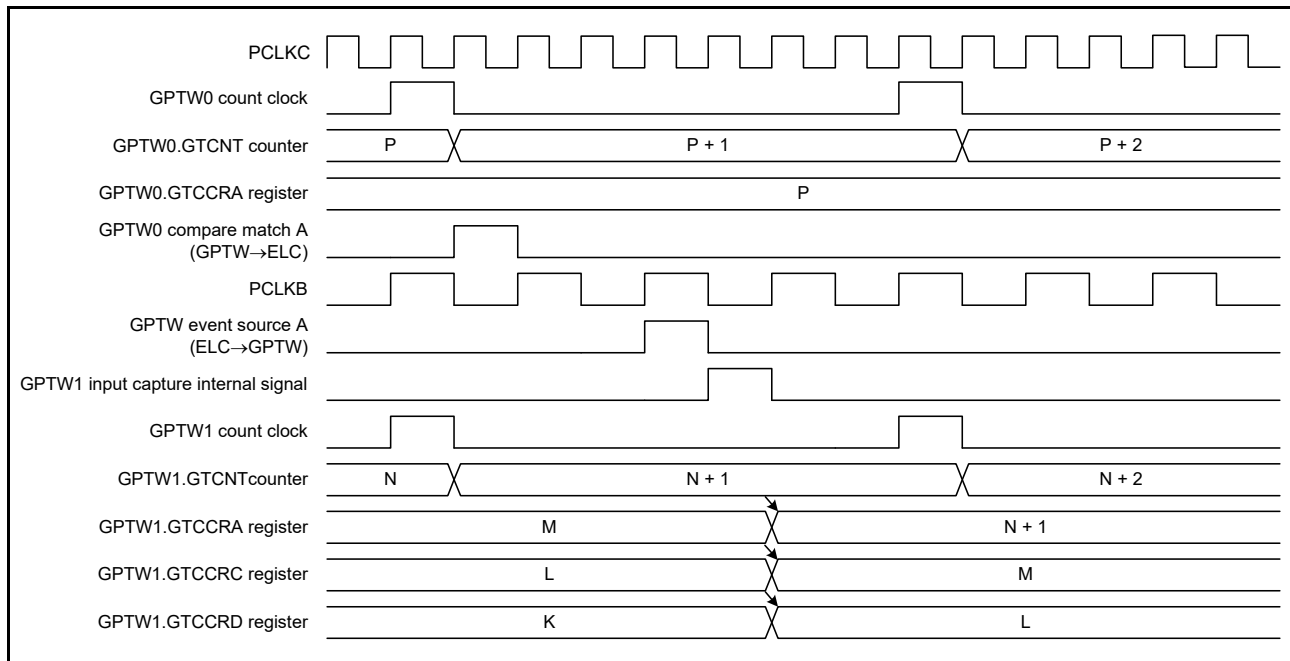 PCLKC
GPTW0 count clock
GPTW0.GTCNT counter P P + 1 P + 2
GPTW0.GTCCRA register P
GPTW0 compare match A
(GPTW→ELC)
PCLKB
GPTW event source A
(ELC→GPTW)
GPTW1 input capture internal signal
GPTW1 count clock
GPTW1.GTCNTcounter N N + 1 N + 2
GPTW1.GTCCRA register M N + 1
GPTW1.GTCCRC register L M
GPTW1.GTCCRD register K L